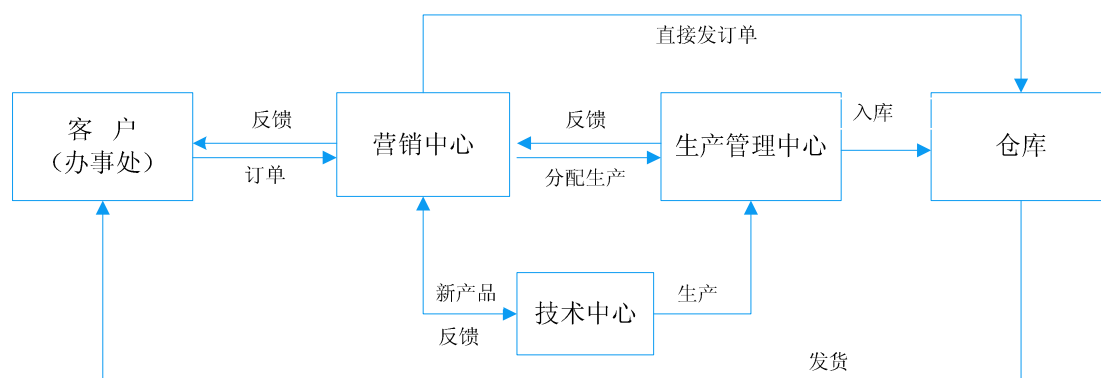 直接发订单
客 户
（办事处）
反馈
订单
营销中心
反馈
分配生产
生产管理中心
入库
仓库
新产品
反馈
技术中心
生产
发货